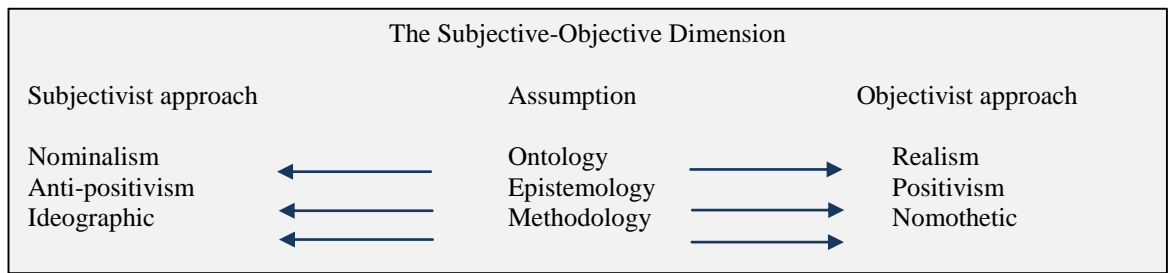 The Subjective-Objective Dimension
Subjectivist approach Assumption Objectivist approach
Nominalism Ontology Realism
Anti-positivism Epistemology Positivism
Ideographic Methodology Nomothetic